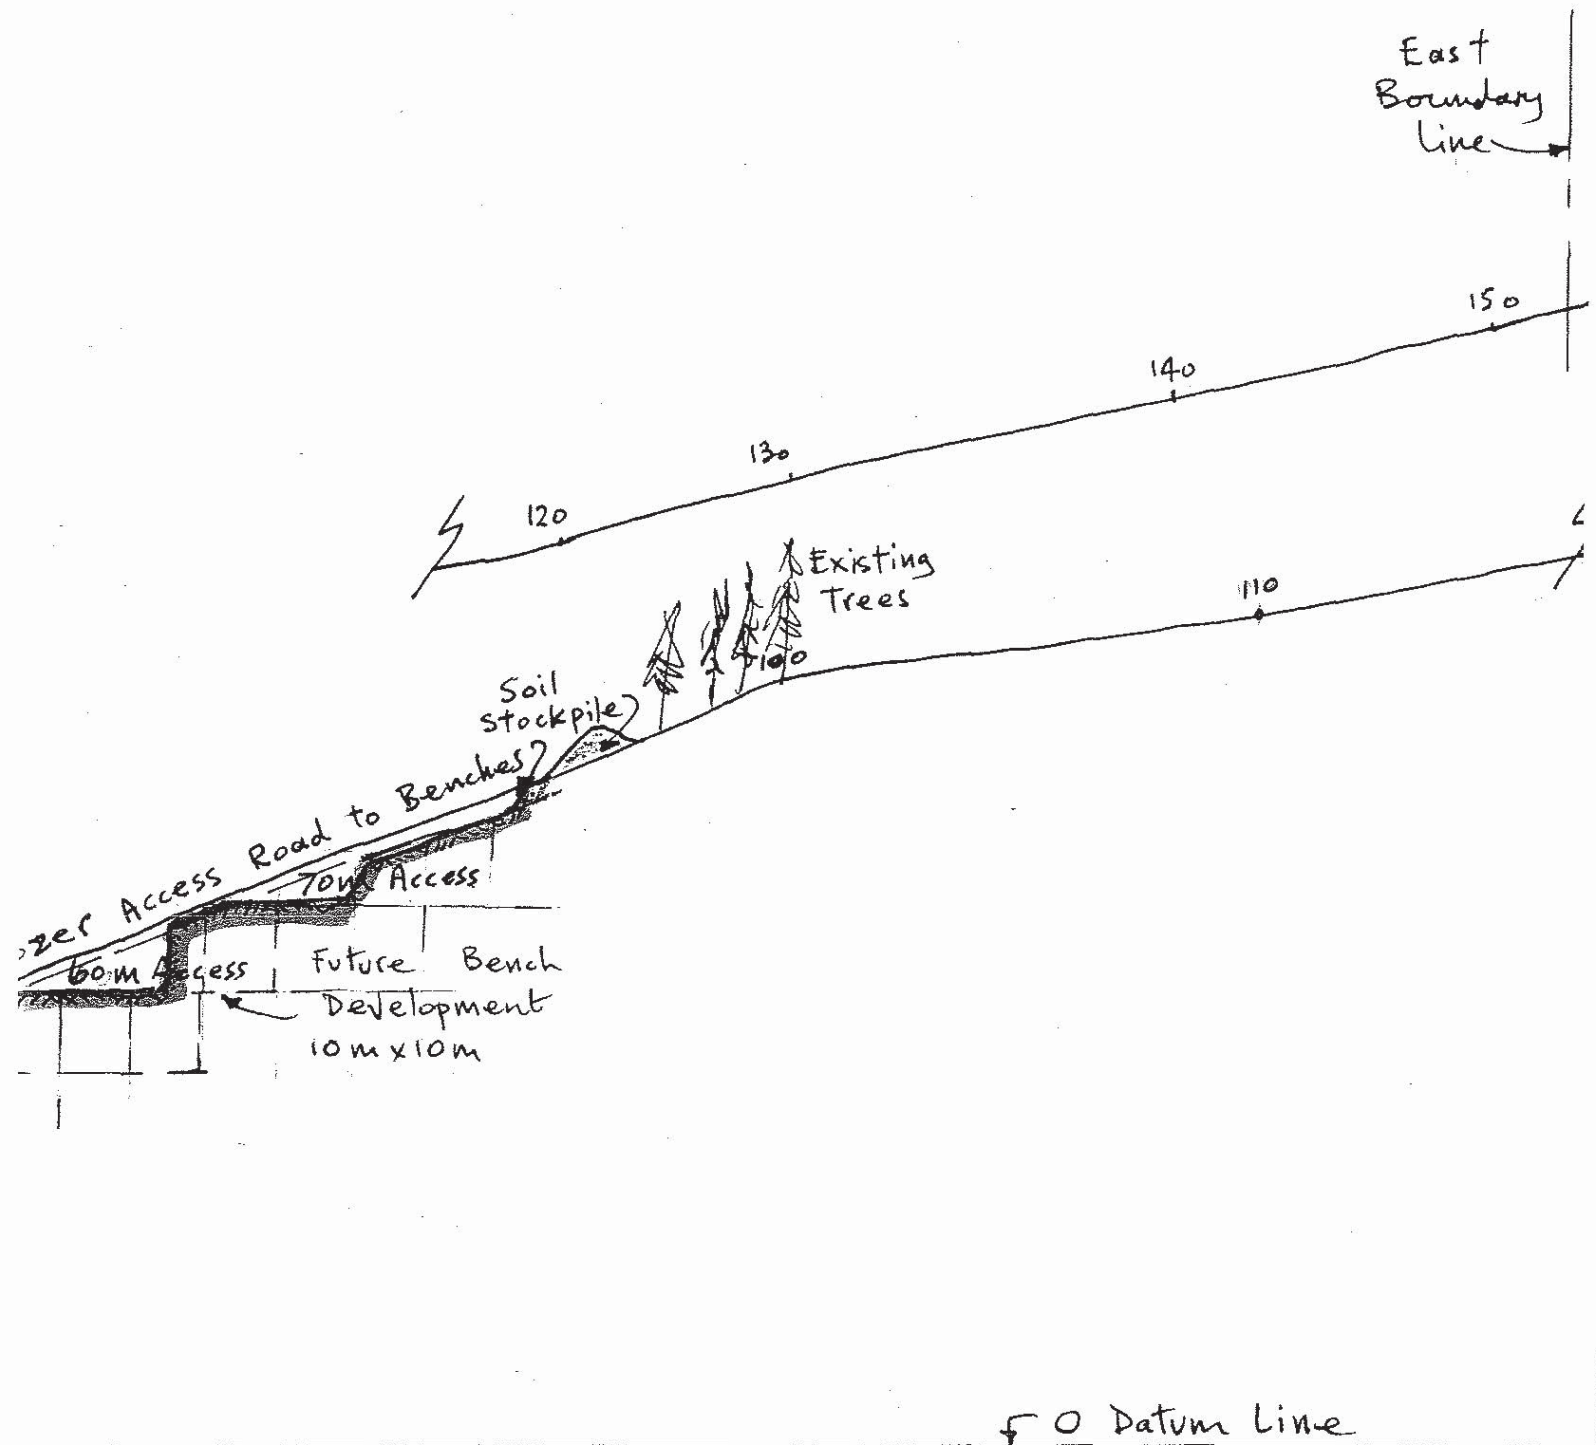 East
Boundary
Line
150
140
130
120
Existing
Trees
110
100
Soil
Stockpile
zer Access Road to Benches
70m Access
60m Access
Future Bench
Development
10m x 10m
0 Datum Line